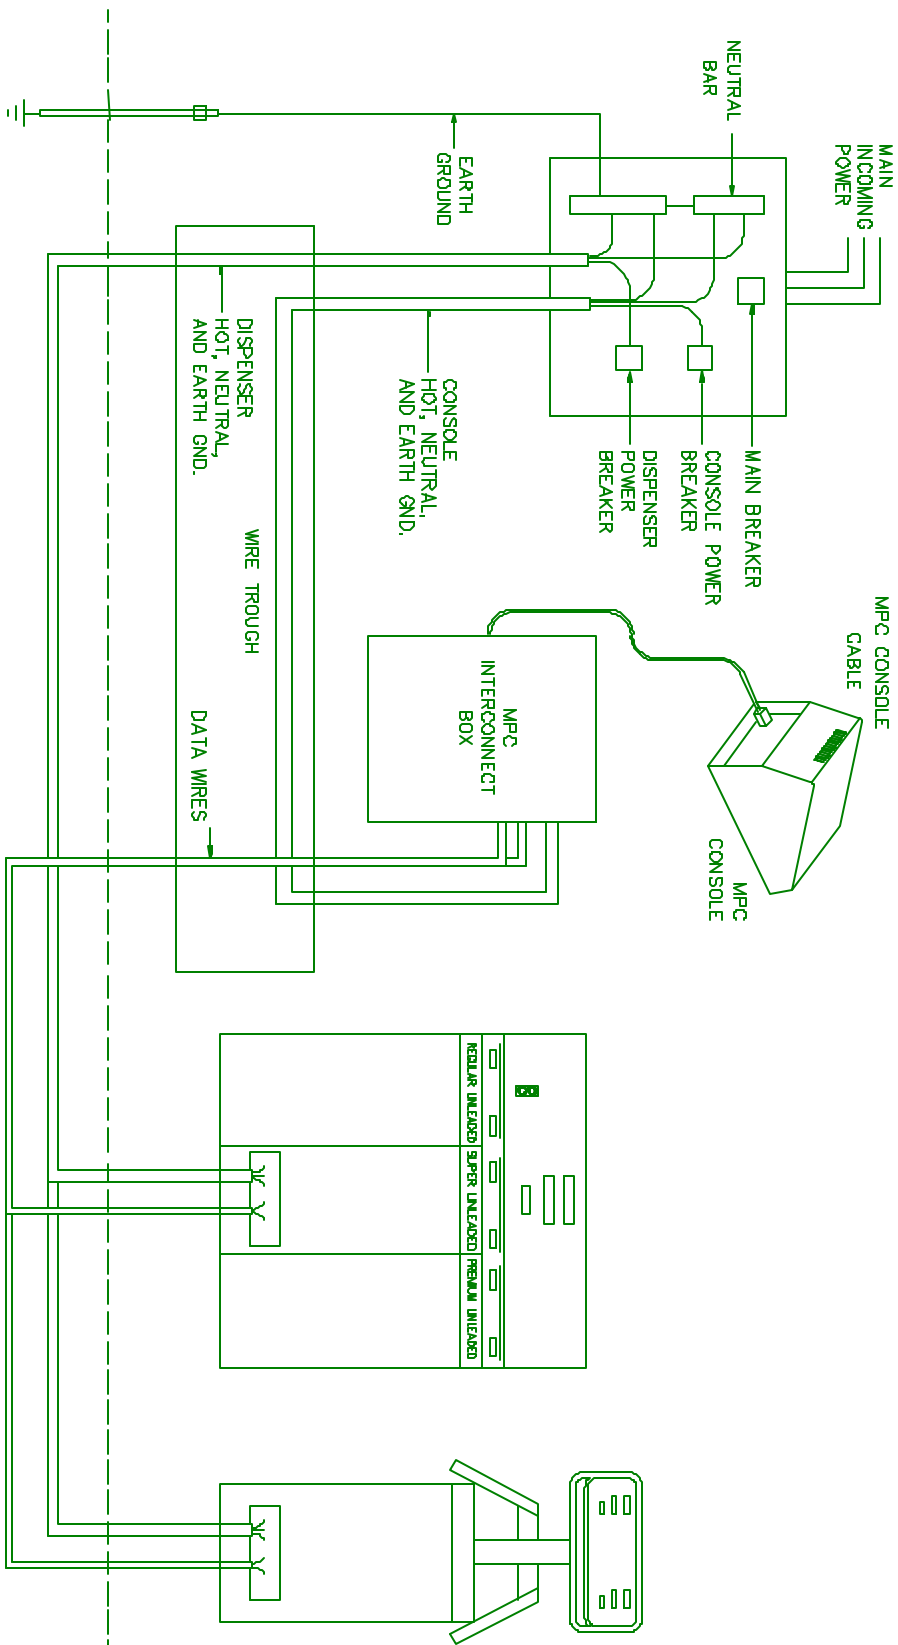 MAIN
INCOMING
POWER
NEUTRAL
BAR
EARTH
GROUND
MAIN BREAKER
CONSOLE POWER
BREAKER
DISPENSER
POWER
BREAKER
CONSOLE
HOT, NEUTRAL,
AND EARTH GND.
DISPENSER
HOT, NEUTRAL,
AND EARTH GND.
WIRE TROUGH
MPC CONSOLE
CABLE
MPC
INTERCONNECT
BOX
DATA WIRES
MPC
CONSOLE
REGULAR UNLEADED
SUPER UNLEADED
PREMIUM UNLEADED